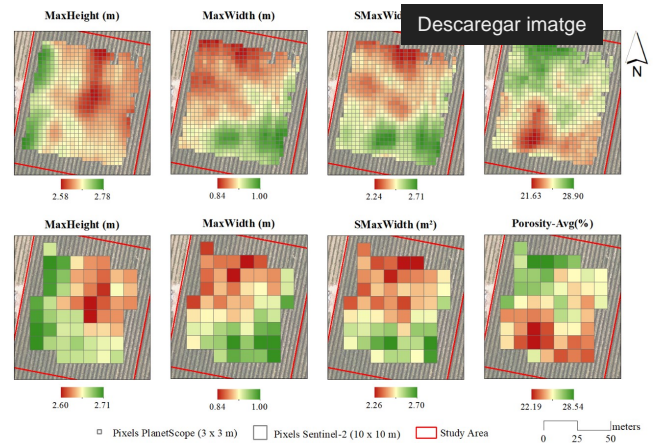 MaxHeight (m)
MaxWidth (m)
SMaxWid
Descaregar imatge
N
2.58 2.78
0.84 1.00
2.24 2.71
21.63 28.90
MaxHeight (m)
MaxWidth (m)
SMaxWidth (m²)
Porosity-Avg(%)
2.60 2.71
0.84 1.00
2.26 2.70
22.19 28.54
Pixels PlanetScope (3 x 3 m)
Pixels Sentinel-2 (10 x 10 m)
Study Area
meters
0 25 50